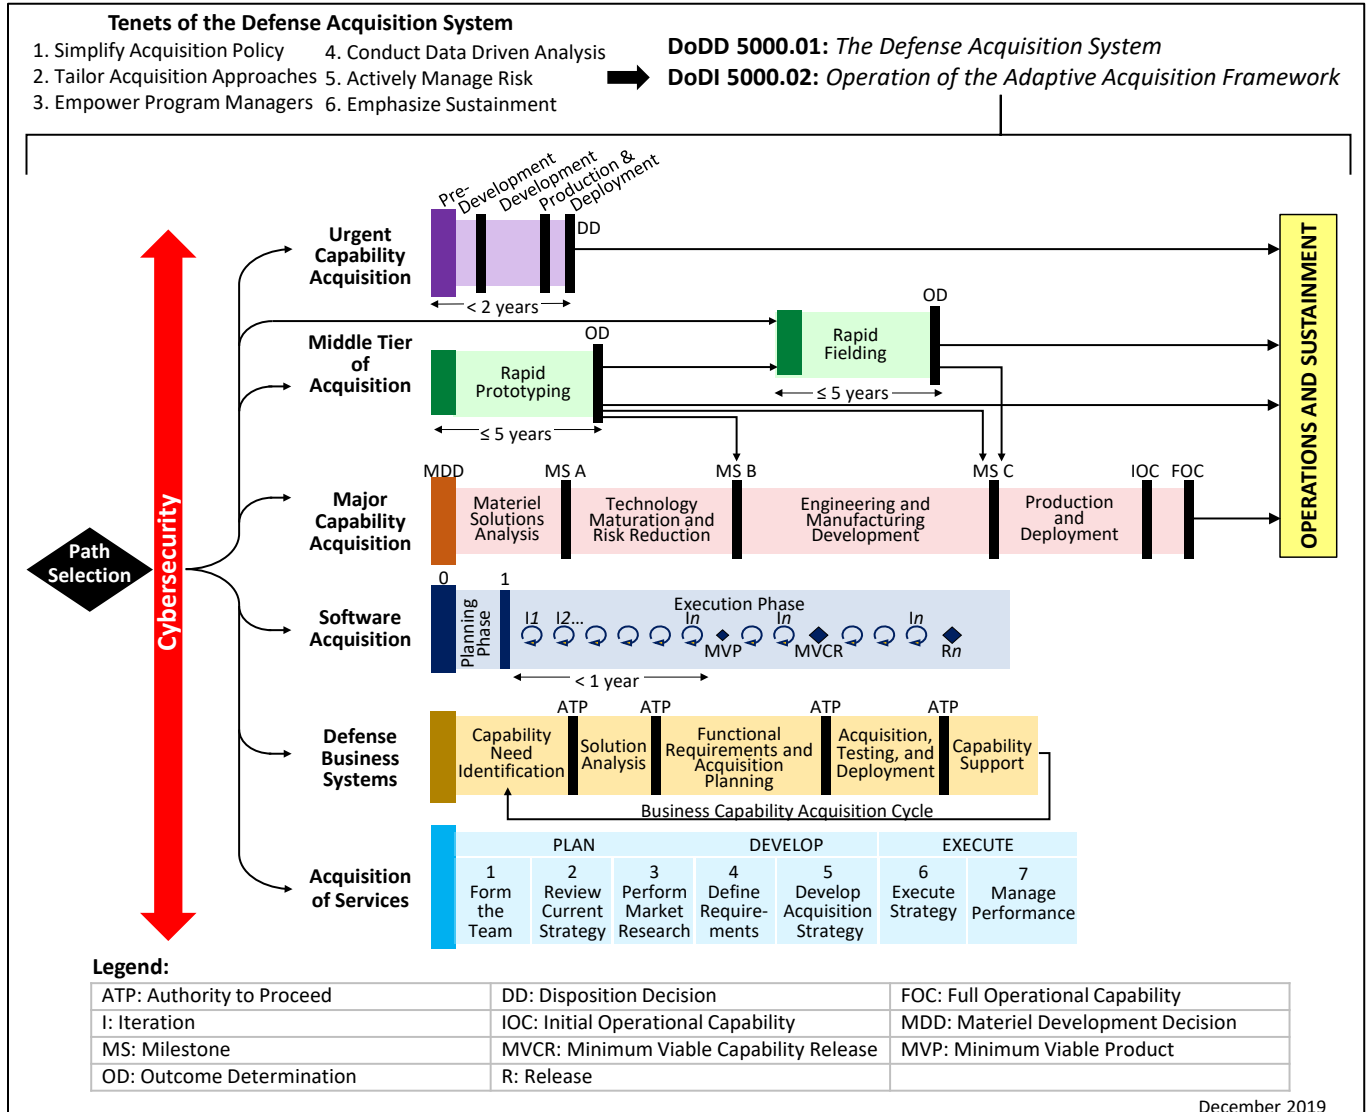 Tenets of the Defense Acquisition System
1. Simplify Acquisition Policy
2. Tailor Acquisition Approaches
3. Empower Program Managers
4. Conduct Data Driven Analysis
5. Actively Manage Risk
6. Emphasize Sustainment
DoDD 5000.01: The Defense Acquisition System
DoDI 5000.02: Operation of the Adaptive Acquisition Framework
Path
Selection
Cybersecurity
Urgent
Capability
Acquisition
Pre-
Development
Development
Production &
Deployment
DD
< 2 years
Middle Tier
of
Acquisition
Rapid
Prototyping
OD
≤ 5 years
Rapid
Fielding
OD
≤ 5 years
Major
Capability
Acquisition
MDD
Materiel
Solutions
Analysis
MS A
Technology
Maturation and
Risk Reduction
MS B
Engineering and
Manufacturing
Development
MS C
Production
and
Deployment
IOC
FOC
OPERATIONS AND SUSTAINMENT
Software
Acquisition
0
Planning
Phase
1
Execution Phase
I1
I2...
In
MVP
In
MVCR
In
Rn
< 1 year
Defense
Business
Systems
Capability
Need
Identification
ATP
Solution
Analysis
ATP
Functional
Requirements and
Acquisition
Planning
ATP
Acquisition,
Testing, and
Deployment
ATP
Capability
Support
Business Capability Acquisition Cycle
Acquisition
of Services
PLAN
DEVELOP
EXECUTE
1
Form
the
Team
2
Review
Current
Strategy
3
Perform
Market
Research
4
Define
Require-
ments
5
Develop
Acquisition
Strategy
6
Execute
Strategy
7
Manage
Performance
Legend:
ATP: Authority to Proceed
DD: Disposition Decision
FOC: Full Operational Capability
I: Iteration
IOC: Initial Operational Capability
MDD: Materiel Development Decision
MS: Milestone
MVCR: Minimum Viable Capability Release
MVP: Minimum Viable Product
OD: Outcome Determination
R: Release
December 2019